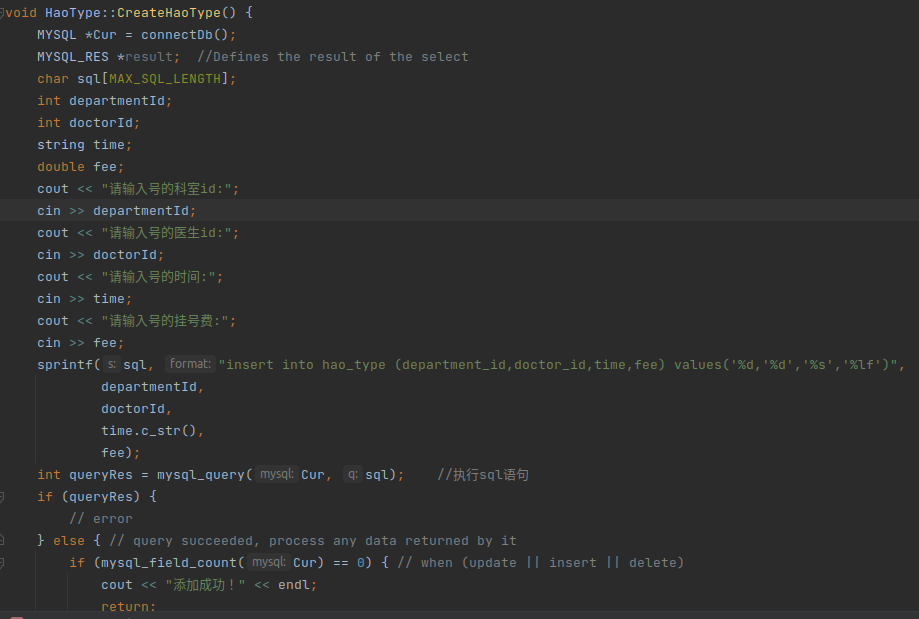 void HaoType::CreateHaoType() {
MYSQL *Cur = connectDb();
MYSQL_RES *result;  //Defines the result of the select
char sql[MAX_SQL_LENGTH];
int departmentId;
int doctorId;
string time;
double fee;
cout << "请输入号的科室id:";
cin >> departmentId;
cout << "请输入号的医生id:";
cin >> doctorId;
cout << "请输入号的时间:";
cin >> time;
cout << "请输入号的挂号费:";
cin >> fee;
sprintf( s: sql, format: "insert into hao_type (department_id,doctor_id,time,fee) values('%d,'%d','%s','%lf')",
departmentId,
doctorId,
time.c_str(),
fee);
int queryRes = mysql_query( mysql: Cur, q: sql);    //执行sql语句
if (queryRes) {
// error
} else { // query succeeded, process any data returned by it
if (mysql_field_count( mysql: Cur) == 0) { // when (update || insert || delete)
cout << "添加成功！" << endl;
return;